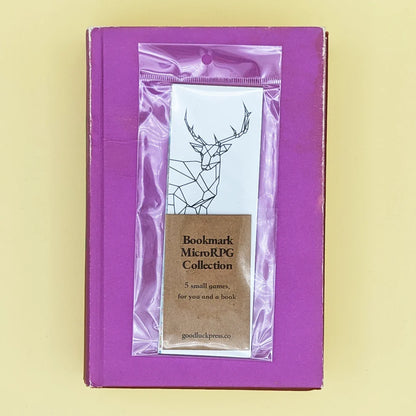 Bookmark
MicroRPG
Collection
5 small games,
for you and a book
goodluckpress.co